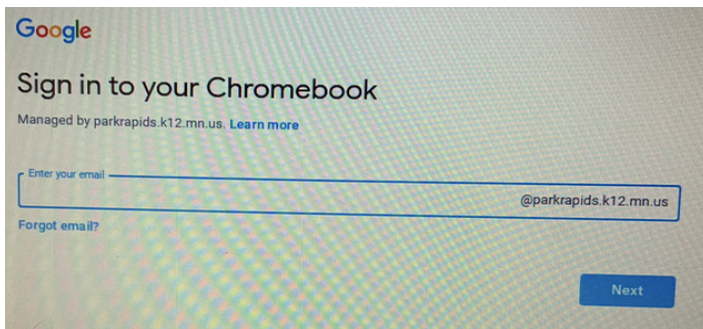 Google
Sign in to your Chromebook
Managed by parkrapids.k12.mn.us. Learn more
Enter your email
@parkrapids.k12.mn.us
Forgot email?
Next